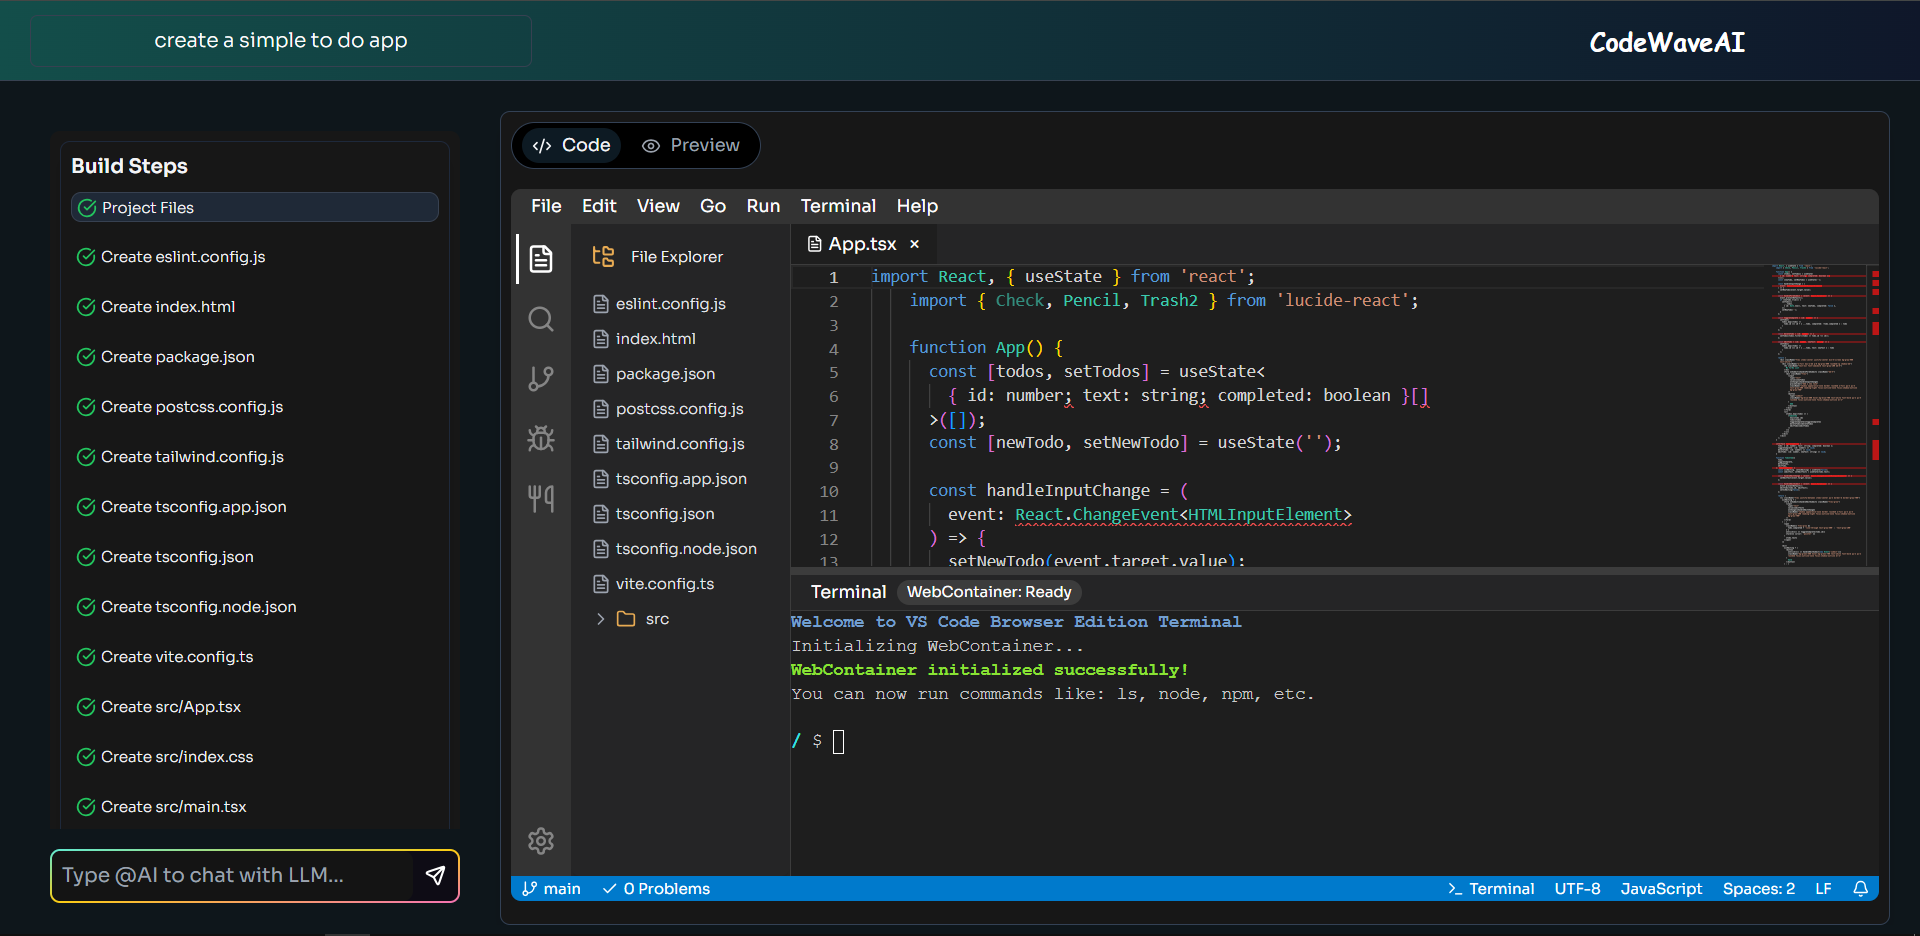 create a simple to do app
CodeWaveAI
Build Steps
Project Files
Create eslint.config.js
Create index.html
Create package.json
Create postcss.config.js
Create tailwind.config.js
Create tsconfig.app.json
Create tsconfig.json
Create tsconfig.node.json
Create vite.config.ts
Create src/App.tsx
Create src/index.css
Create src/main.tsx
Type @AI to chat with LLM...
Code Preview
File Edit View Go Run Terminal Help
File Explorer
eslint.config.js
index.html
package.json
postcss.config.js
tailwind.config.js
tsconfig.app.json
tsconfig.json
tsconfig.node.json
vite.config.ts
src
App.tsx ×
1 import React, { useState } from 'react';
2 import { Check, Pencil, Trash2 } from 'lucide-react';
3
4 function App() {
5 const [todos, setTodos] = useState<
6 { id: number; text: string; completed: boolean }[]
7 >([]);
8 const [newTodo, setNewTodo] = useState('');
9
10 const handleInputChange = (
11 event: React.ChangeEvent<HTMLInputElement>
12 ) => {
13 setNewTodo(event.target.value);
Terminal WebContainer: Ready
Welcome to VS Code Browser Edition Terminal
Initializing WebContainer...
WebContainer initialized successfully!
You can now run commands like: ls, node, npm, etc.
/ $
main 0 Problems >_ Terminal UTF-8 JavaScript Spaces: 2 LF